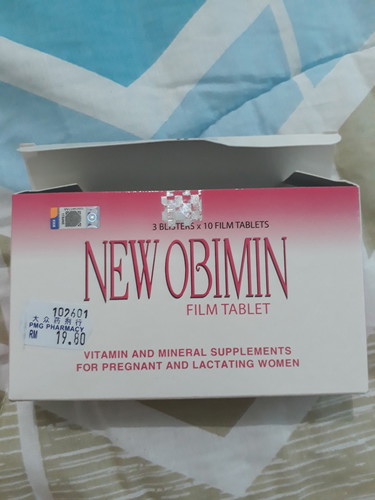 3 BLISTERS x 10 FILM TABLETS
NEW OBIMIN
FILM TABLET
102601
大众药剂行
PMG PHARMACY
RM 19.80
VITAMIN AND MINERAL SUPPLEMENTS
FOR PREGNANT AND LACTATING WOMEN